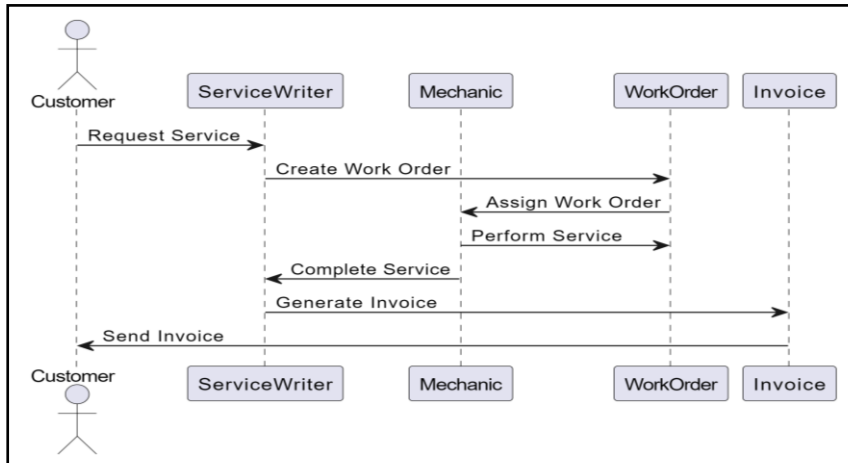 Customer
ServiceWriter
Mechanic
WorkOrder
Invoice
Request Service
Create Work Order
Assign Work Order
Perform Service
Complete Service
Generate Invoice
Send Invoice
Customer
ServiceWriter
Mechanic
WorkOrder
Invoice